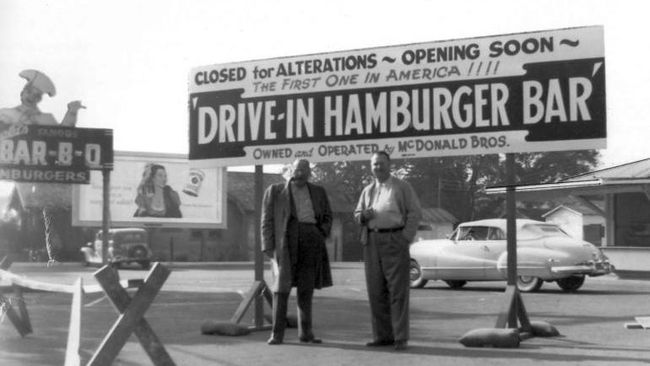 CLOSED for ALTERATIONS ~ OPENING SOON ~
THE FIRST ONE IN AMERICA !!!!
'DRIVE-IN HAMBURGER BAR'
OWNED and OPERATED by McDONALD BROS.
FAMOUS
BAR-B-Q
HAMBURGERS